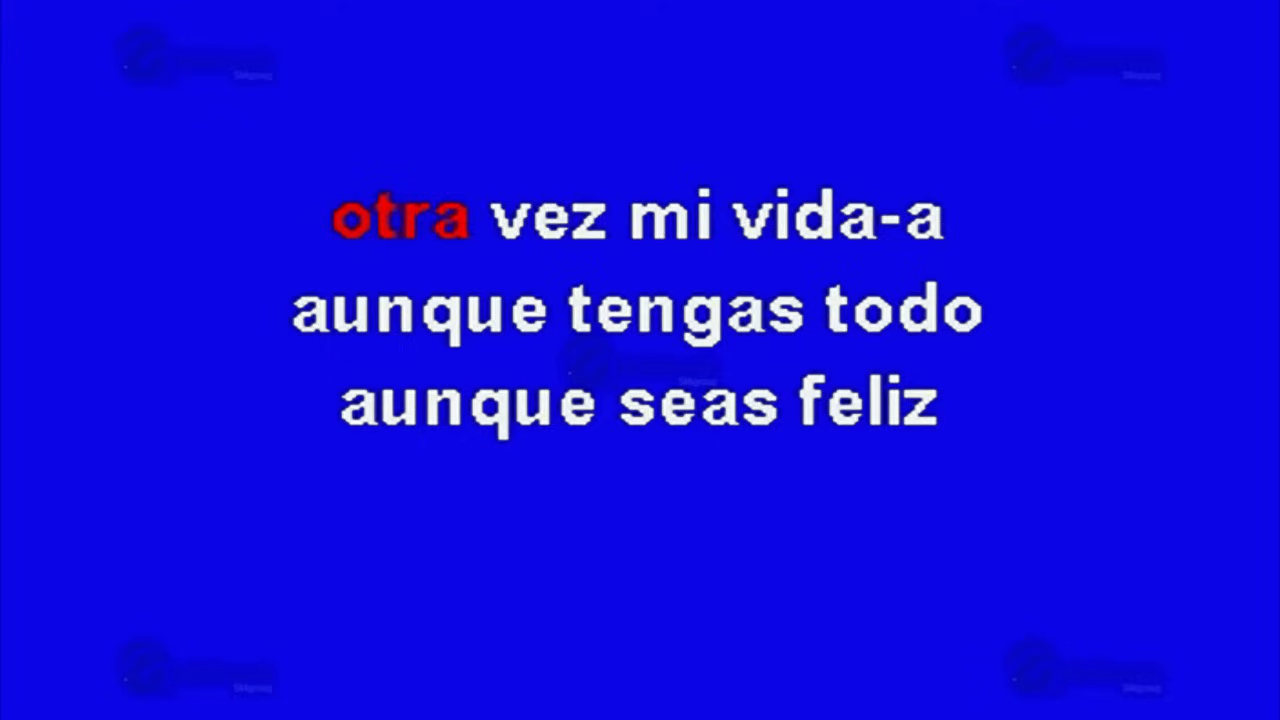 otra vez mi vida-a
aunque tengas todo
aunque seas feliz